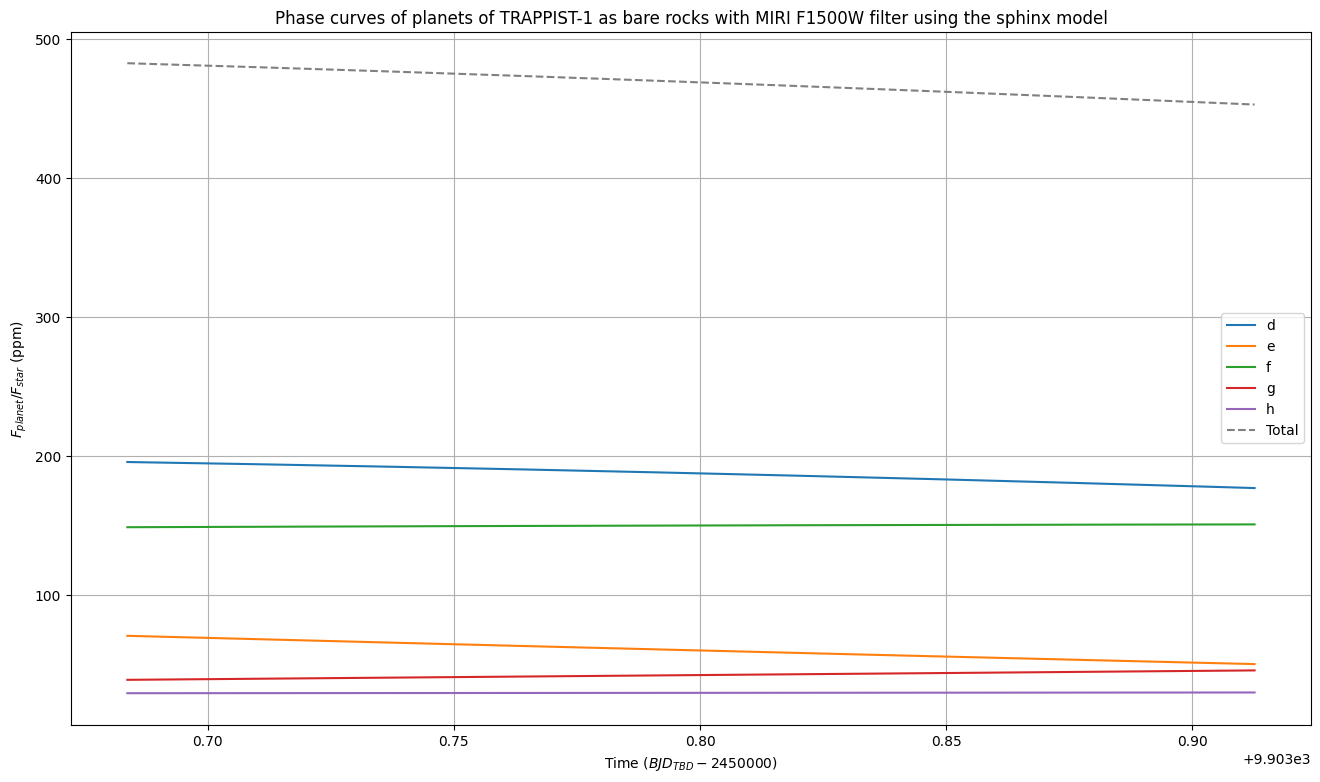 Phase curves of planets of TRAPPIST-1 as bare rocks with MIRI F1500W filter using the sphinx model
500
400
300
200
100
F_planet/F_star (ppm)
d
e
f
g
h
Total
0.70 0.75 0.80 0.85 0.90
+9.903e3
Time (BJD_TBD − 2450000)